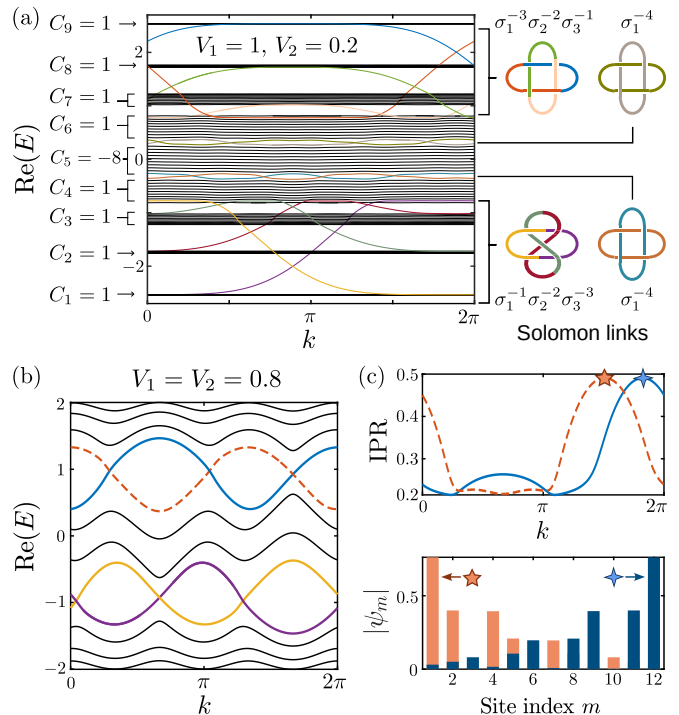 (a)
V₁ = 1, V₂ = 0.2
C₉ = 1 →
C₈ = 1 →
C₇ = 1
C₆ = 1
C₅ = −8
C₄ = 1
C₃ = 1
C₂ = 1 →
C₁ = 1 →
Re(E)
2
0
−2
0 π 2π
k
σ₁⁻³σ₂⁻²σ₃⁻¹ σ₁⁻⁴
σ₁⁻¹σ₂⁻²σ₃⁻³ σ₁⁻⁴
Solomon links
(b)
V₁ = V₂ = 0.8
Re(E)
2
1
0
−1
−2
0 π 2π
k
(c)
IPR
0.5
0.4
0.3
0.2
0 π 2π
k
|ψₘ|
0.5
0
2 4 6 8 10 12
Site index m